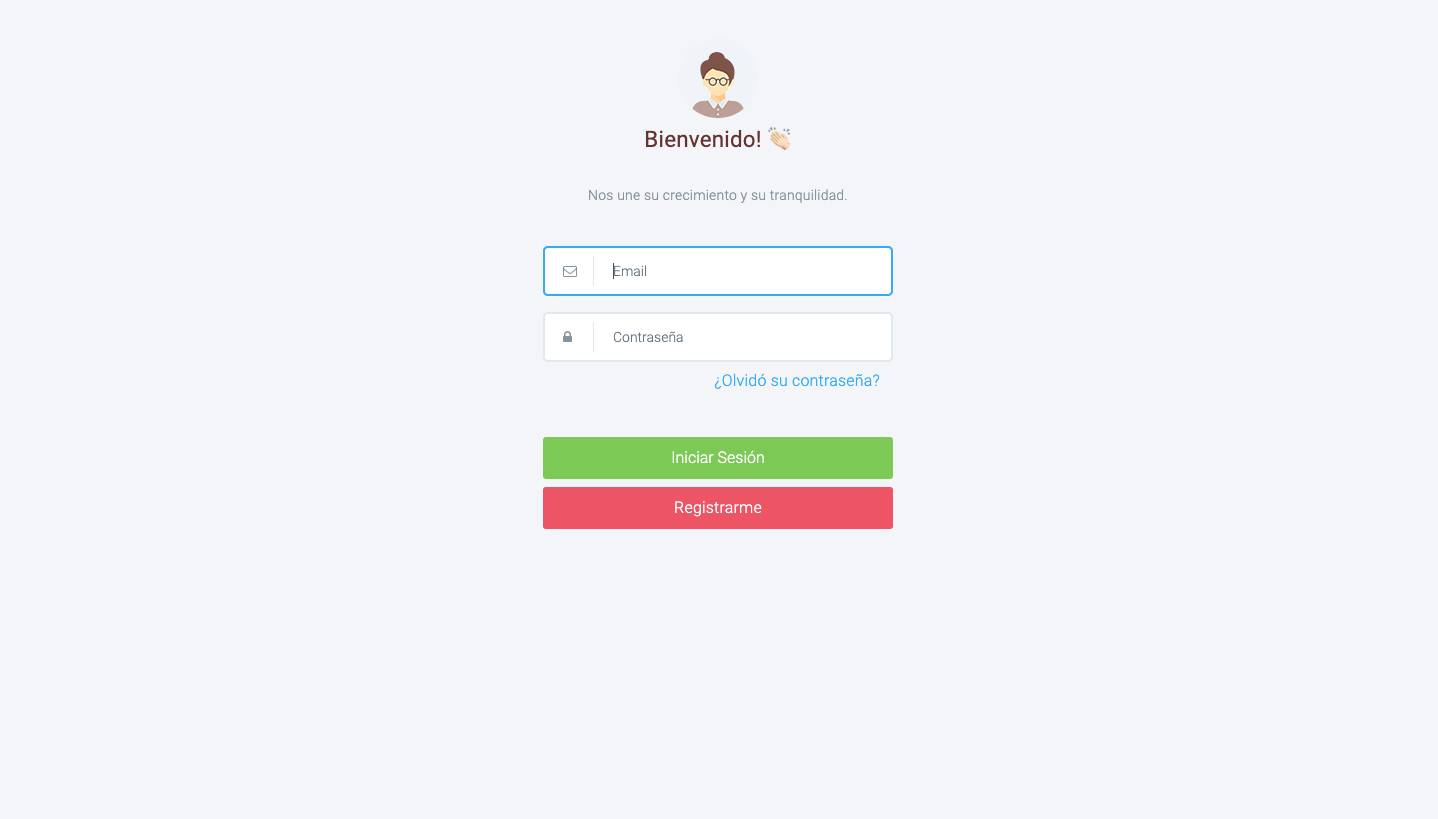 Bienvenido! 👏🏻
Nos une su crecimiento y su tranquilidad.
Email
Contraseña
¿Olvidó su contraseña?
Iniciar Sesión
Registrarme